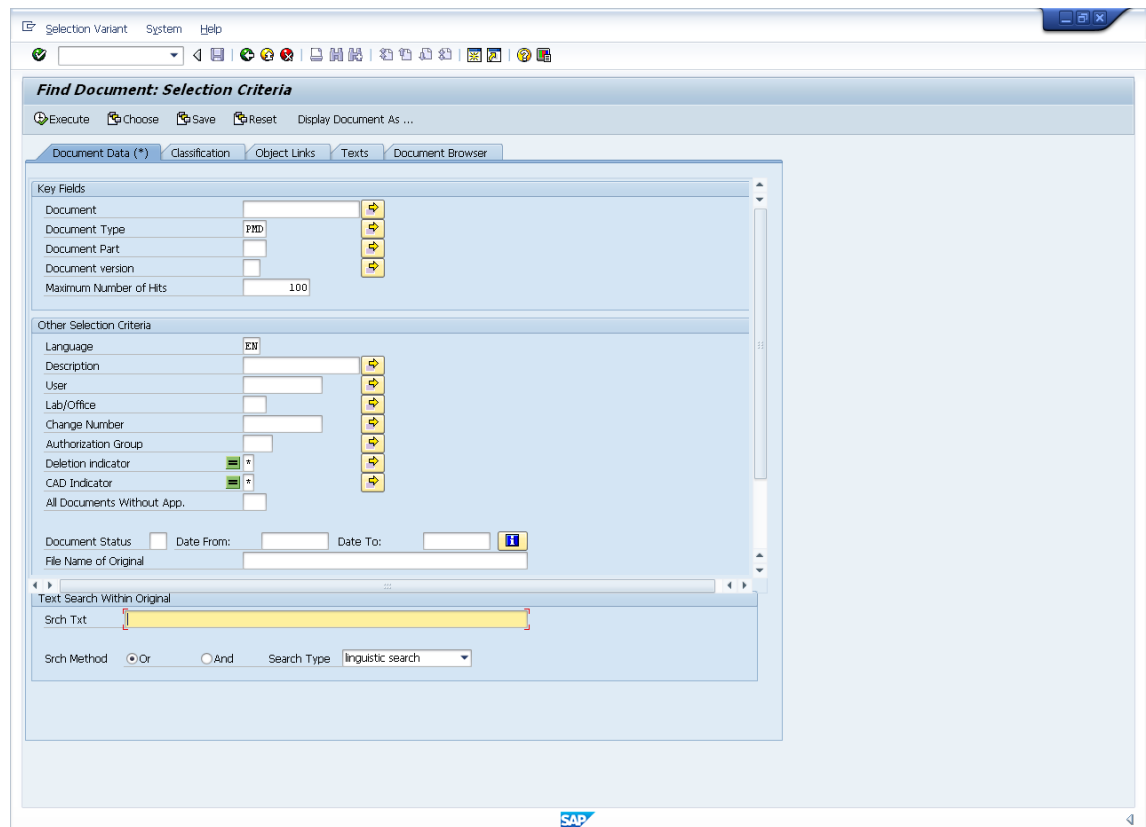 Selection Variant System Help
Find Document: Selection Criteria
Execute Choose Save Reset Display Document As ...
Document Data (*) Classification Object Links Texts Document Browser
Key Fields
Document
Document Type PMD
Document Part
Document version
Maximum Number of Hits 100
Other Selection Criteria
Language EN
Description
User
Lab/Office
Change Number
Authorization Group
Deletion indicator *
CAD Indicator *
All Documents Without App.
Document Status Date From: Date To:
File Name of Original
Text Search Within Original
Srch Txt
Srch Method Or And Search Type linguistic search
SAP